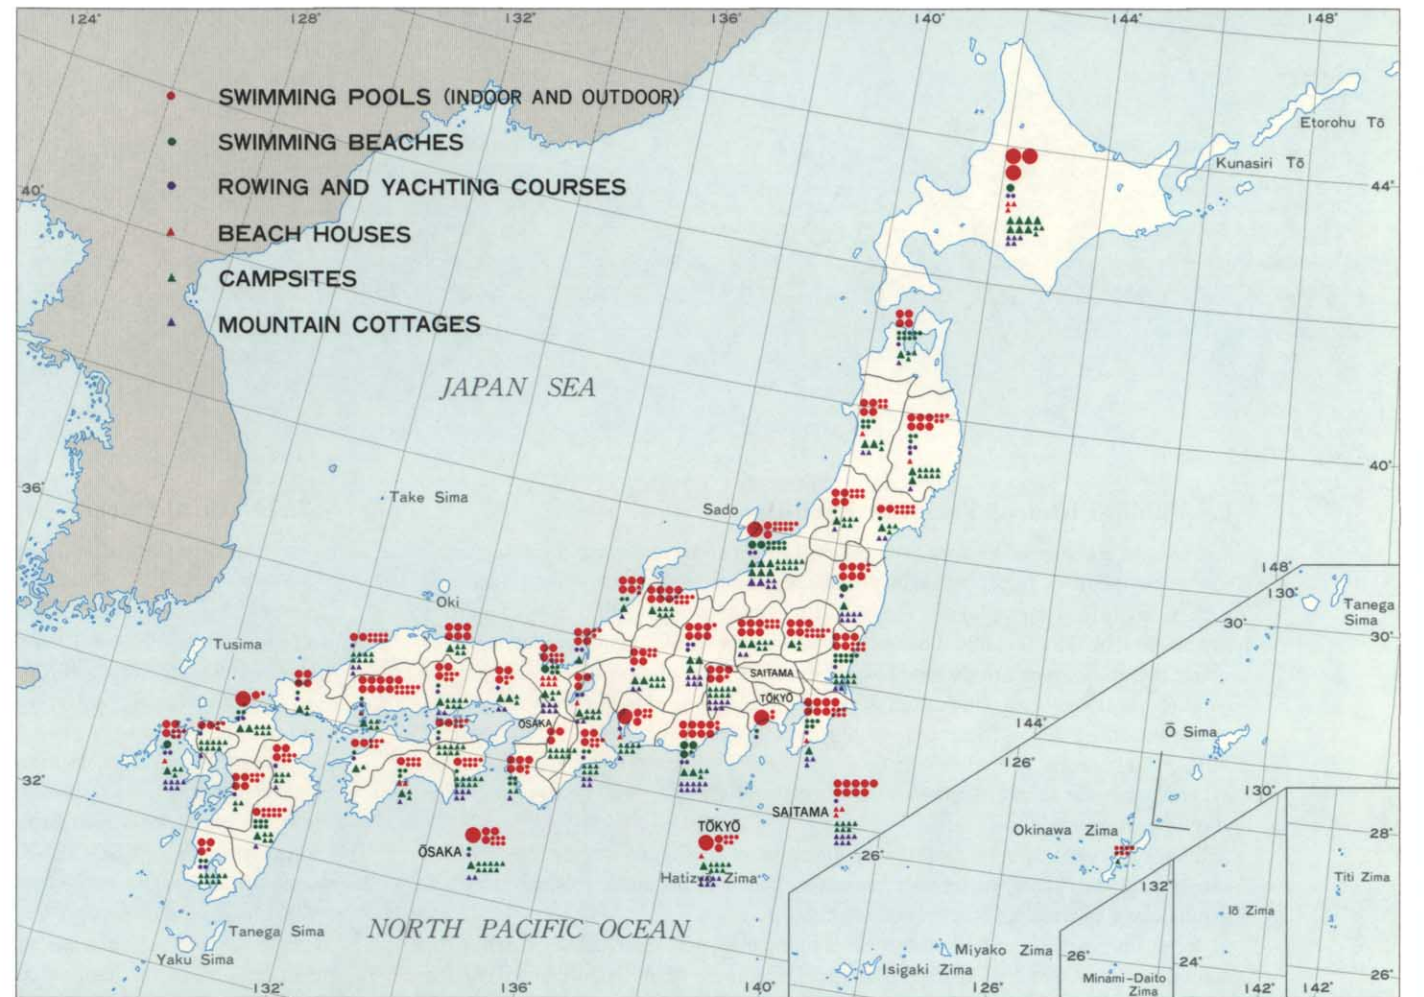 124° 128° 132° 136° 140° 144° 148°
SWIMMING POOLS (INDOOR AND OUTDOOR)
SWIMMING BEACHES
ROWING AND YACHTING COURSES
BEACH HOUSES
CAMPSITES
MOUNTAIN COTTAGES
Etorohu Tō
Kunasiri Tō
40° 44°
JAPAN SEA
36° 40°
Take Sima
Sado
Oki
Tusima
148°
130°
Tanega
Sima
30° 30°
SAITAMA
TŌKYŌ
ŌSAKA
144°
Ō Sima
126°
32°
130°
SAITAMA
TŌKYŌ
ŌSAKA
Okinawa Zima
28°
26°
Hatizyō Zima
132°
Titi Zima
Iō Zima
Tanega Sima
NORTH PACIFIC OCEAN
Yaku Sima
Miyako Zima
Isigaki Zima
26° 24° 26°
Minami-Daito
Zima
132° 136° 140° 126° 142° 142°